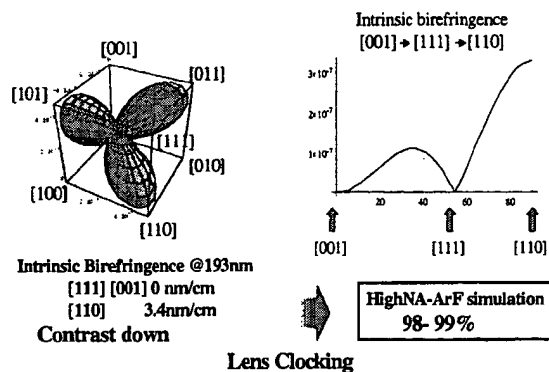 [001]
[101]
[011]
[111]
[010]
[100]
[110]
Intrinsic Birefringence @193nm
[111] [001] 0 nm/cm
[110] 3.4nm/cm
Contrast down
Intrinsic birefringence
[001]→[111]→[110]
3×10⁻⁷
2×10⁻⁷
1×10⁻⁷
20 40 60 80
[001] [111] [110]
HighNA-ArF simulation
98-99%
Lens Clocking